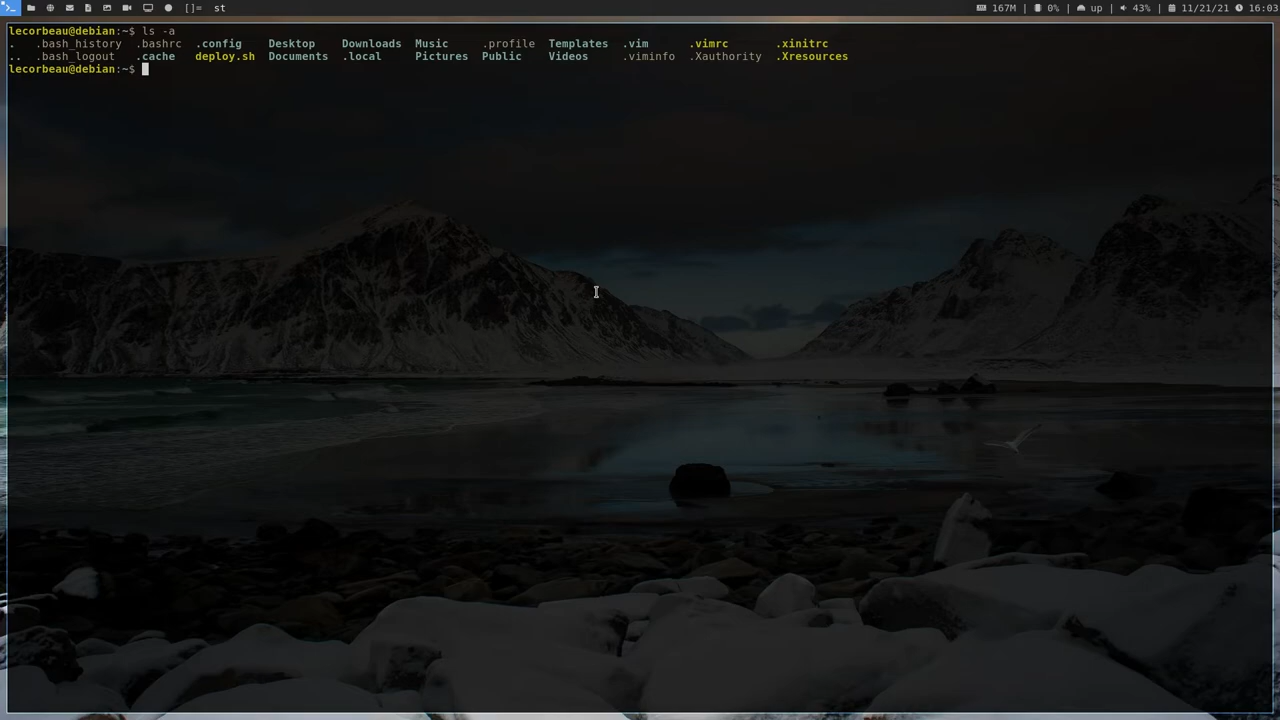 []= st 167M | 0% | up | 43% | 11/21/21 16:03
lecorbeau@debian:~$ ls -a
. .bash_history .bashrc .config Desktop Downloads Music .profile Templates .vim .vimrc .xinitrc
.. .bash_logout .cache deploy.sh Documents .local Pictures Public Videos .viminfo .Xauthority .Xresources
lecorbeau@debian:~$